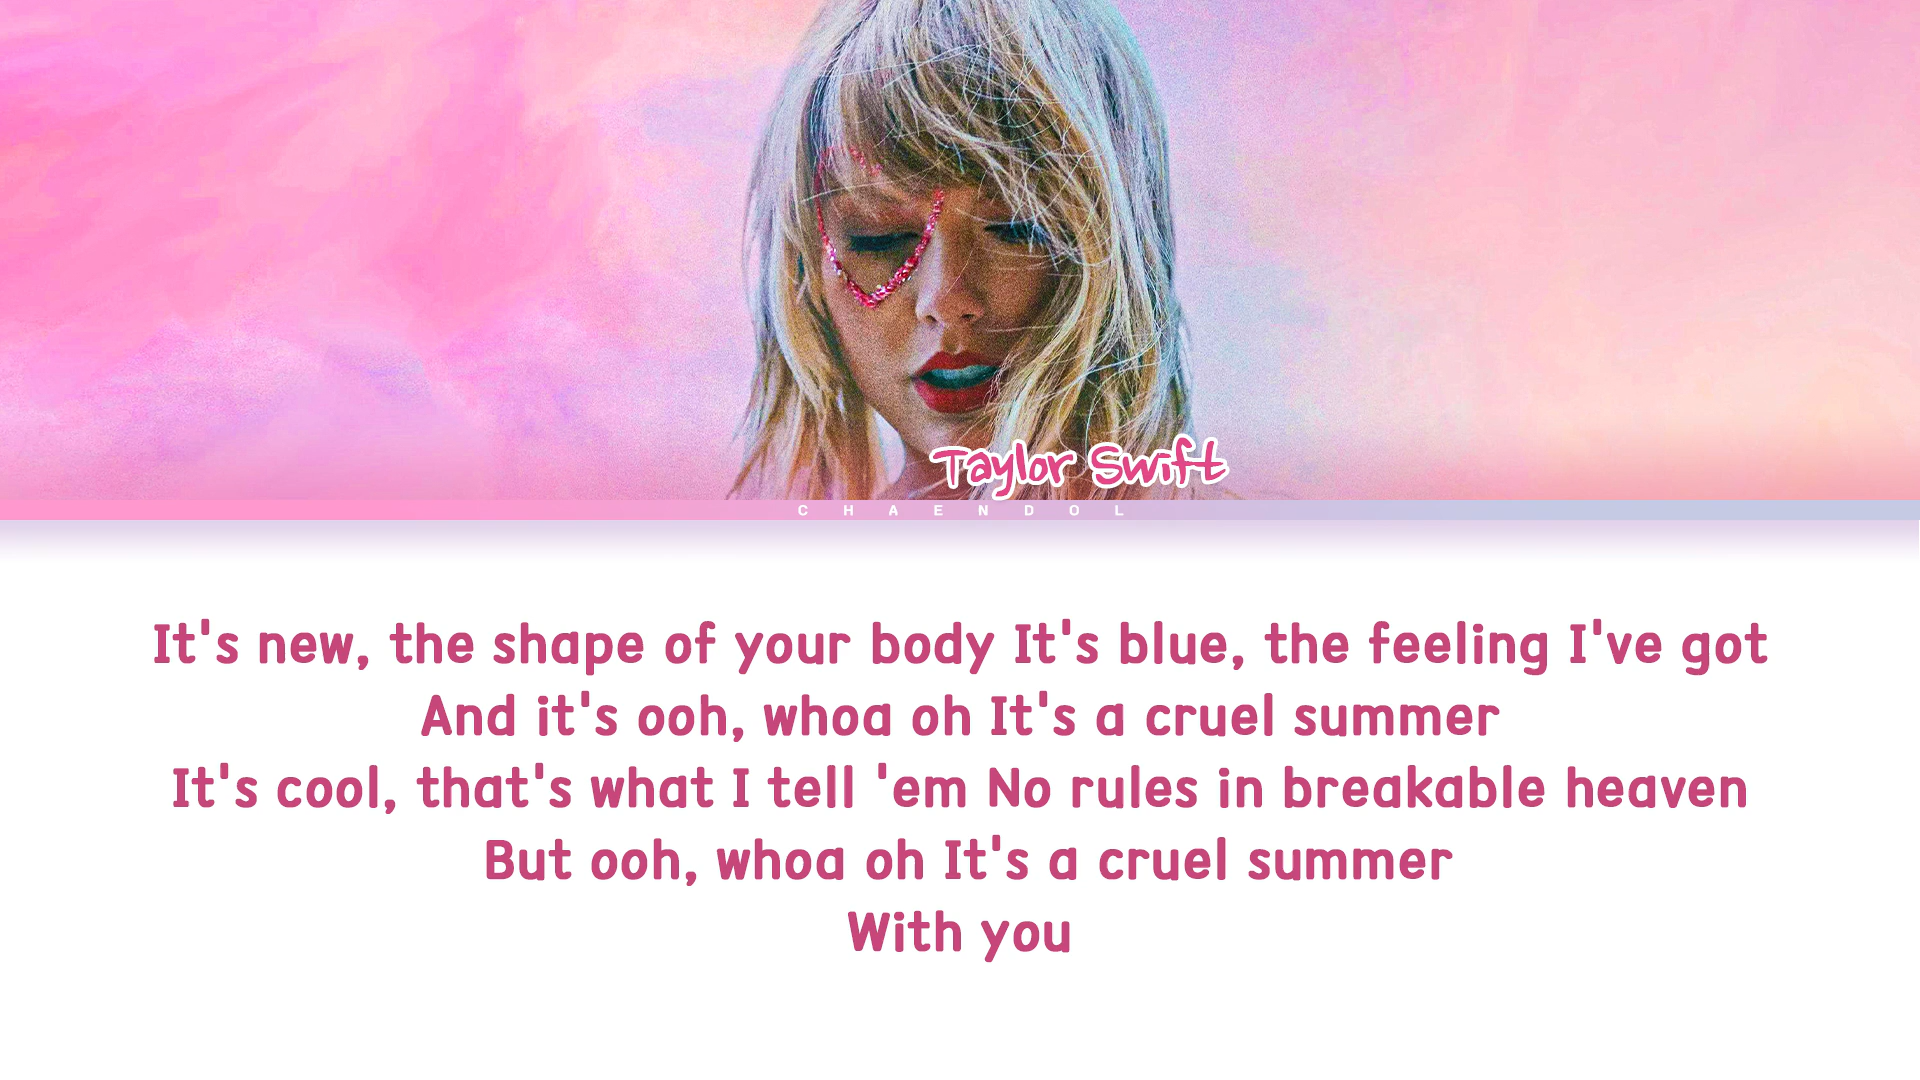 Taylor Swift
CHAENDOL
It's new, the shape of your body It's blue, the feeling I've got
And it's ooh, whoa oh It's a cruel summer
It's cool, that's what I tell 'em No rules in breakable heaven
But ooh, whoa oh It's a cruel summer
With you